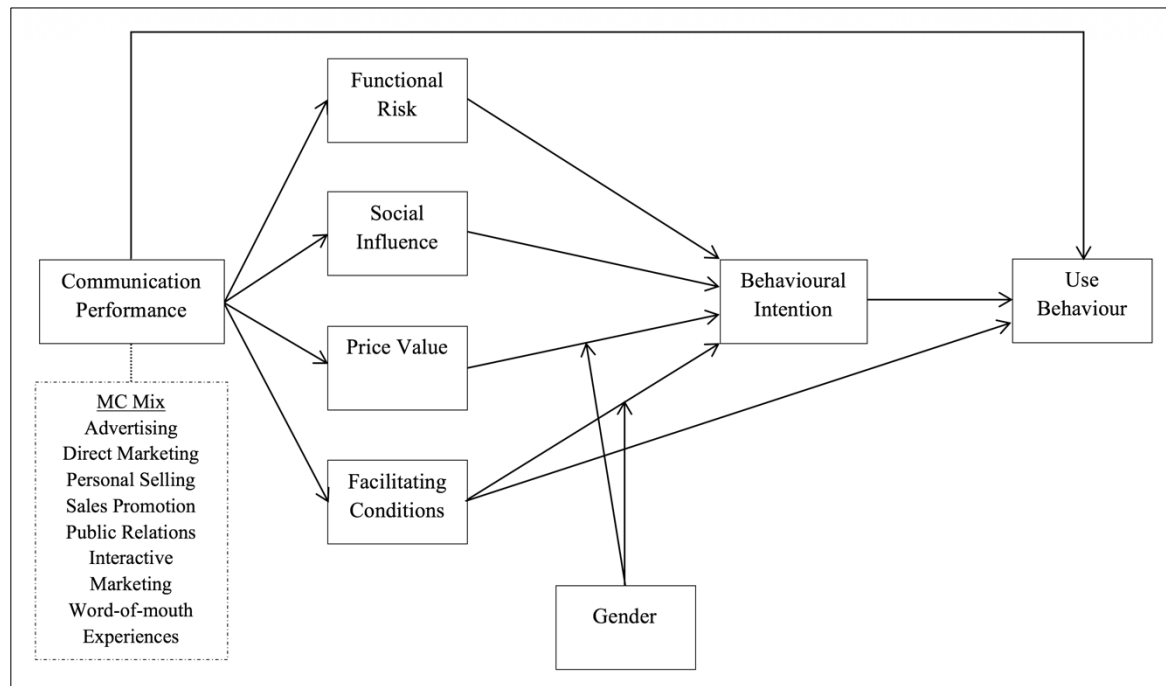 Functional
Risk
Social
Influence
Communication
Performance
Behavioural
Intention
Use
Behaviour
Price Value
MC Mix
Advertising
Direct Marketing
Personal Selling
Sales Promotion
Public Relations
Interactive
Marketing
Word-of-mouth
Experiences
Facilitating
Conditions
Gender